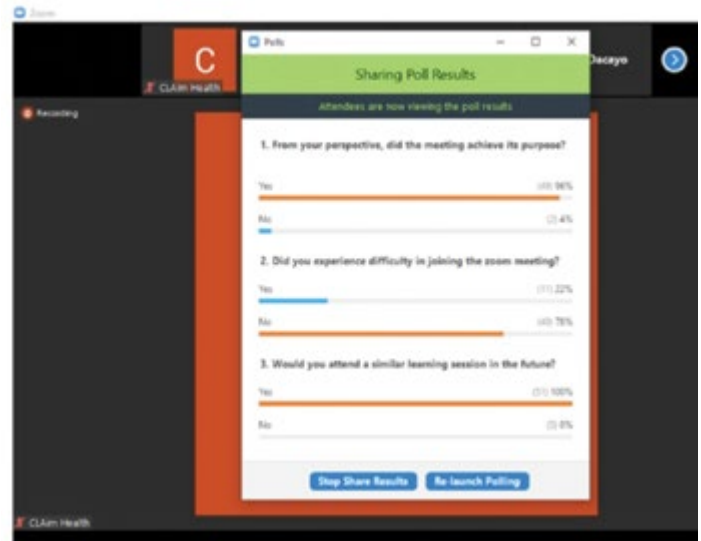 Zoom
Polls
C
Dacayo
CLAim Health
Sharing Poll Results
Attendees are now viewing the poll results
Recording
1. From your perspective, did the meeting achieve its purpose?
Yes (49) 96%
No (2) 4%
2. Did you experience difficulty in joining the zoom meeting?
Yes (11) 22%
No (40) 78%
3. Would you attend a similar learning session in the future?
Yes (51) 100%
No 0%
Stop Share Results Re-launch Polling
CLAim Health